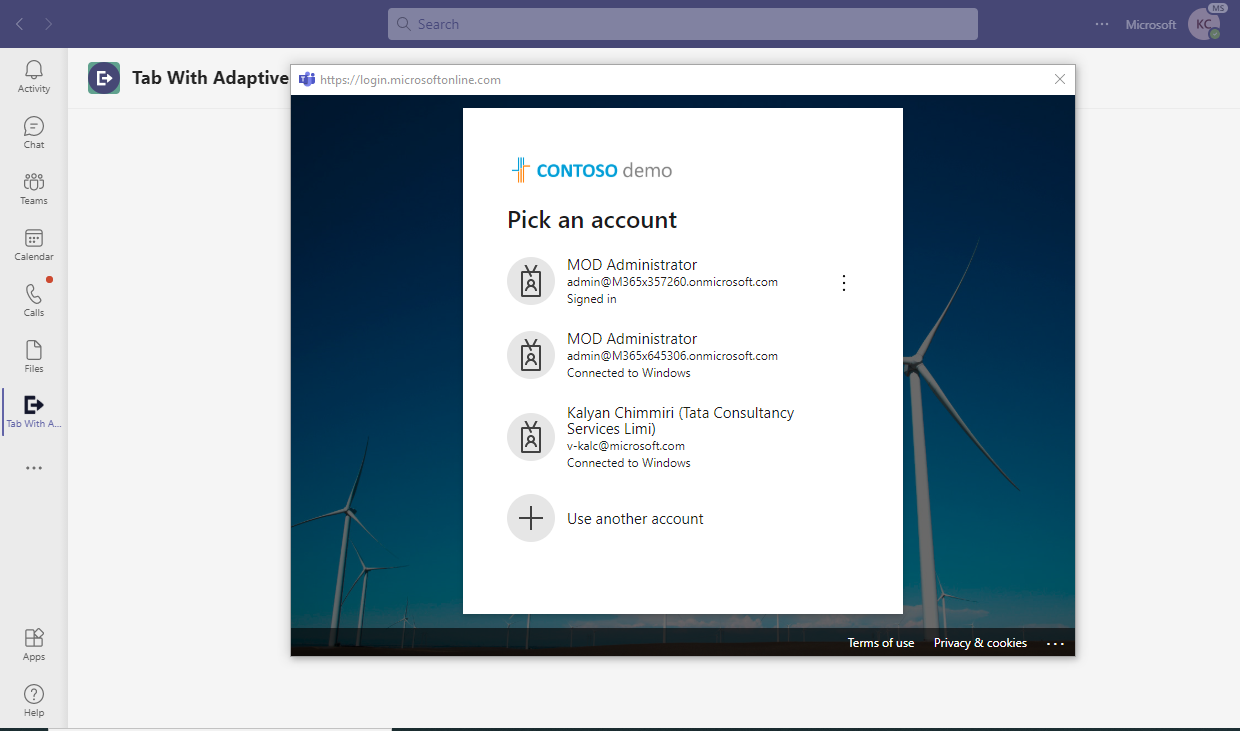 Search
Microsoft
MS
KC
Activity
Chat
Teams
Calendar
Calls
Files
Tab With A...
Apps
Help
Tab With Adaptive
https://login.microsoftonline.com
CONTOSO demo
Pick an account
MOD Administrator
admin@M365x357260.onmicrosoft.com
Signed in
MOD Administrator
admin@M365x645306.onmicrosoft.com
Connected to Windows
Kalyan Chimmiri (Tata Consultancy
Services Limi)
v-kalc@microsoft.com
Connected to Windows
Use another account
Terms of use
Privacy & cookies